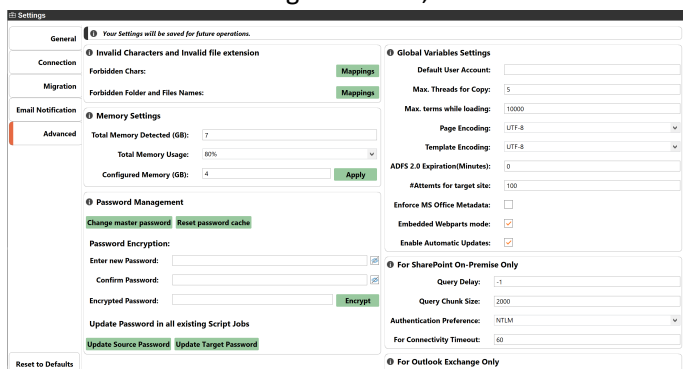 Settings
General
Connection
Migration
Email Notification
Advanced
Reset to Defaults
Your Settings will be saved for future operations.
Invalid Characters and Invalid file extension
Forbidden Chars: Mappings
Forbidden Folder and Files Names: Mappings
Memory Settings
Total Memory Detected (GB): 7
Total Memory Usage: 80%
Configured Memory (GB): 4 Apply
Password Management
Change master password Reset password cache
Password Encryption:
Enter new Password:
Confirm Password:
Encrypted Password: Encrypt
Update Password in all existing Script Jobs
Update Source Password Update Target Password
Global Variables Settings
Default User Account:
Max. Threads for Copy: 5
Max. terms while loading: 10000
Page Encoding: UTF-8
Template Encoding: UTF-8
ADFS 2.0 Expiration(Minutes): 0
#Attemts for target site: 100
Enforce MS Office Metadata:
Embedded Webparts mode:
Enable Automatic Updates:
For SharePoint On-Premise Only
Query Delay: -1
Query Chunk Size: 2000
Authentication Preference: NTLM
For Connectivity Timeout: 60
For Outlook Exchange Only